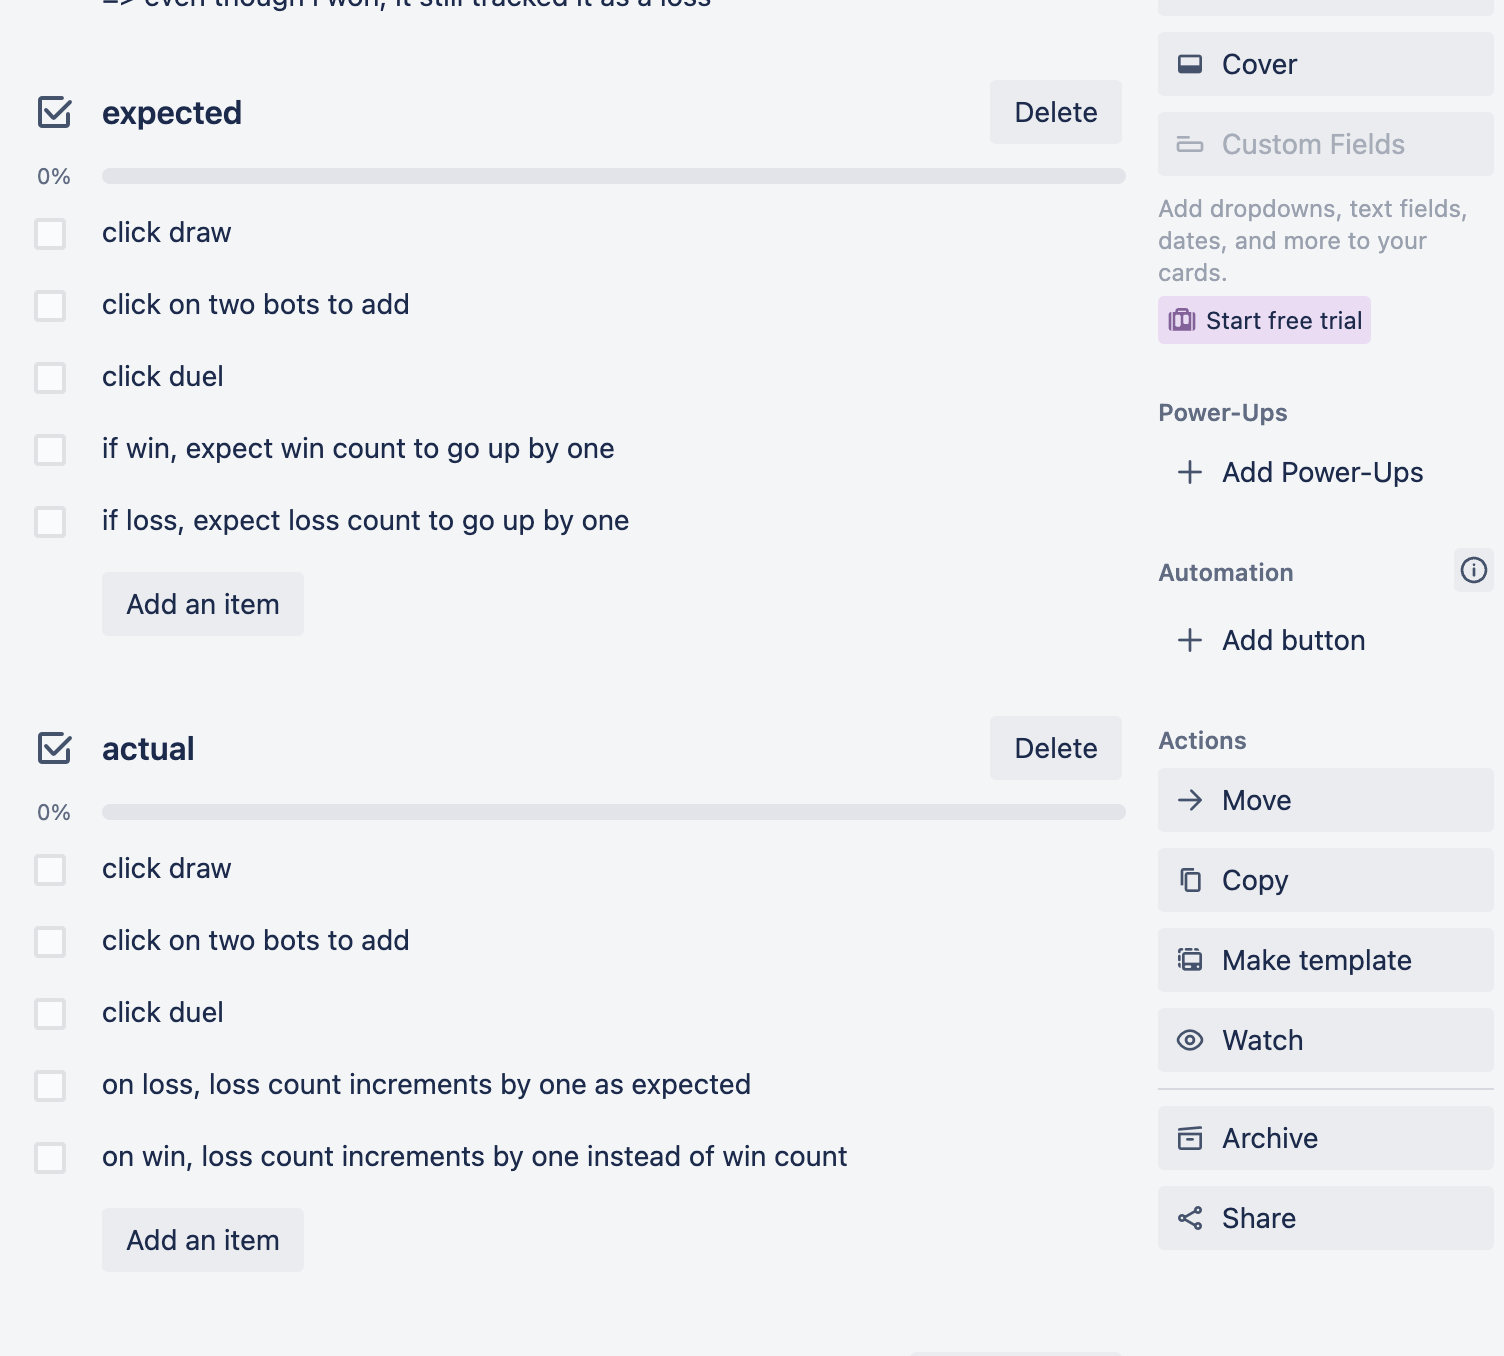 => even though I won, it still tracked it as a loss
expected
Delete
0%
click draw
click on two bots to add
click duel
if win, expect win count to go up by one
if loss, expect loss count to go up by one
Add an item
actual
Delete
0%
click draw
click on two bots to add
click duel
on loss, loss count increments by one as expected
on win, loss count increments by one instead of win count
Add an item
Cover
Custom Fields
Add dropdowns, text fields,
dates, and more to your
cards.
Start free trial
Power-Ups
Add Power-Ups
Automation
Add button
Actions
Move
Copy
Make template
Watch
Archive
Share